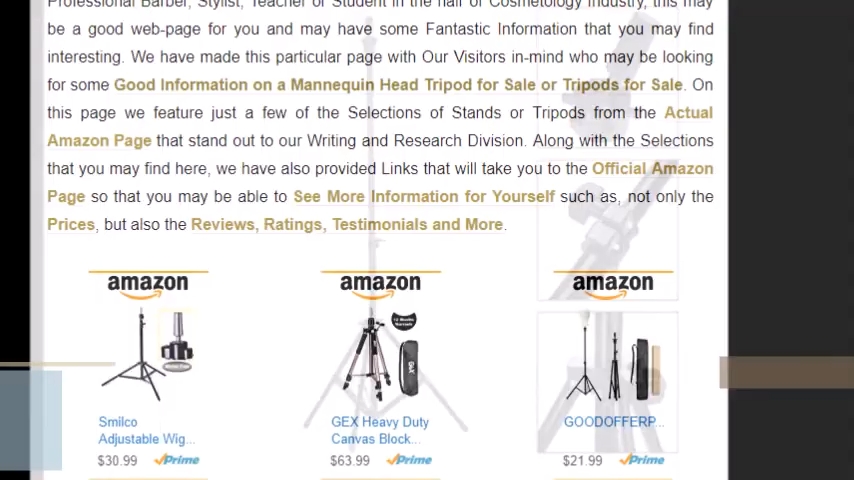 Professional Barber, Stylist, Teacher or Student in the hair or Cosmetology Industry, this may
be a good web-page for you and may have some Fantastic Information that you may find
interesting. We have made this particular page with Our Visitors in-mind who may be looking
for some Good Information on a Mannequin Head Tripod for Sale or Tripods for Sale. On
this page we feature just a few of the Selections of Stands or Tripods from the Actual
Amazon Page that stand out to our Writing and Research Division. Along with the Selections
that you may find here, we have also provided Links that will take you to the Official Amazon
Page so that you may be able to See More Information for Yourself such as, not only the
Prices, but also the Reviews, Ratings, Testimonials and More.
amazon amazon amazon
Smilco GEX Heavy Duty GOODOFFERP...
Adjustable Wig... Canvas Block...
$30.99 Prime $63.99 Prime $21.99 Prime